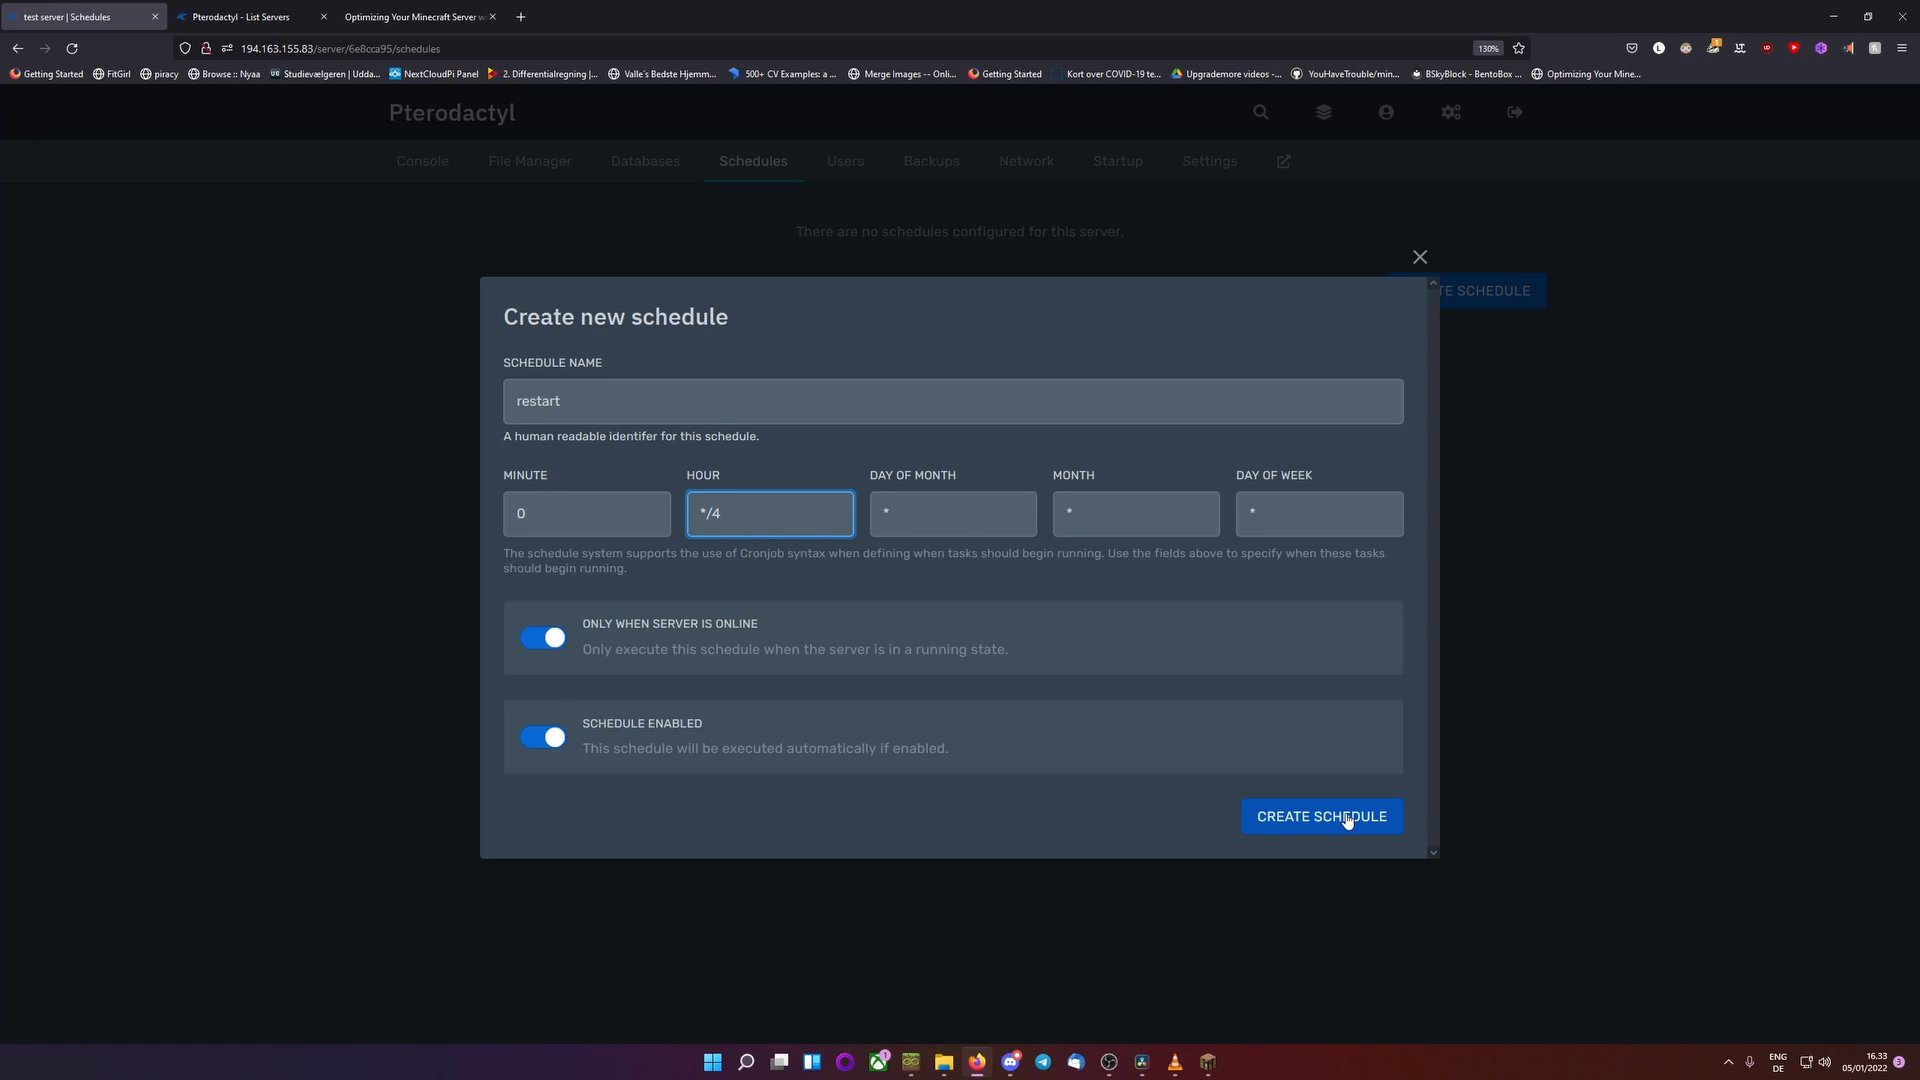 test server | Schedules
Pterodactyl - List Servers
Optimizing Your Minecraft Server w
194.163.155.83/server/6e8cca95/schedules
130%
Getting Started
FitGirl
piracy
Browse :: Nyaa
Studievælgeren | Udda...
NextCloudPi Panel
2. Differentialregning |...
Valle's Bedste Hjemm...
500+ CV Examples: a ...
Merge Images -- Onli...
Getting Started
Kort over COVID-19 te...
Upgrademore videos -...
YouHaveTrouble/min...
BSkyBlock - BentoBox ...
Optimizing Your Mine...
Pterodactyl
Console
File Manager
Databases
Schedules
Users
Backups
Network
Startup
Settings
There are no schedules configured for this server.
TE SCHEDULE
Create new schedule
SCHEDULE NAME
restart
A human readable identifer for this schedule.
MINUTE
HOUR
DAY OF MONTH
MONTH
DAY OF WEEK
0
*/4
*
*
*
The schedule system supports the use of Cronjob syntax when defining when tasks should begin running. Use the fields above to specify when these tasks
should begin running.
ONLY WHEN SERVER IS ONLINE
Only execute this schedule when the server is in a running state.
SCHEDULE ENABLED
This schedule will be executed automatically if enabled.
CREATE SCHEDULE
ENG
DE
16.33
05/01/2022
3